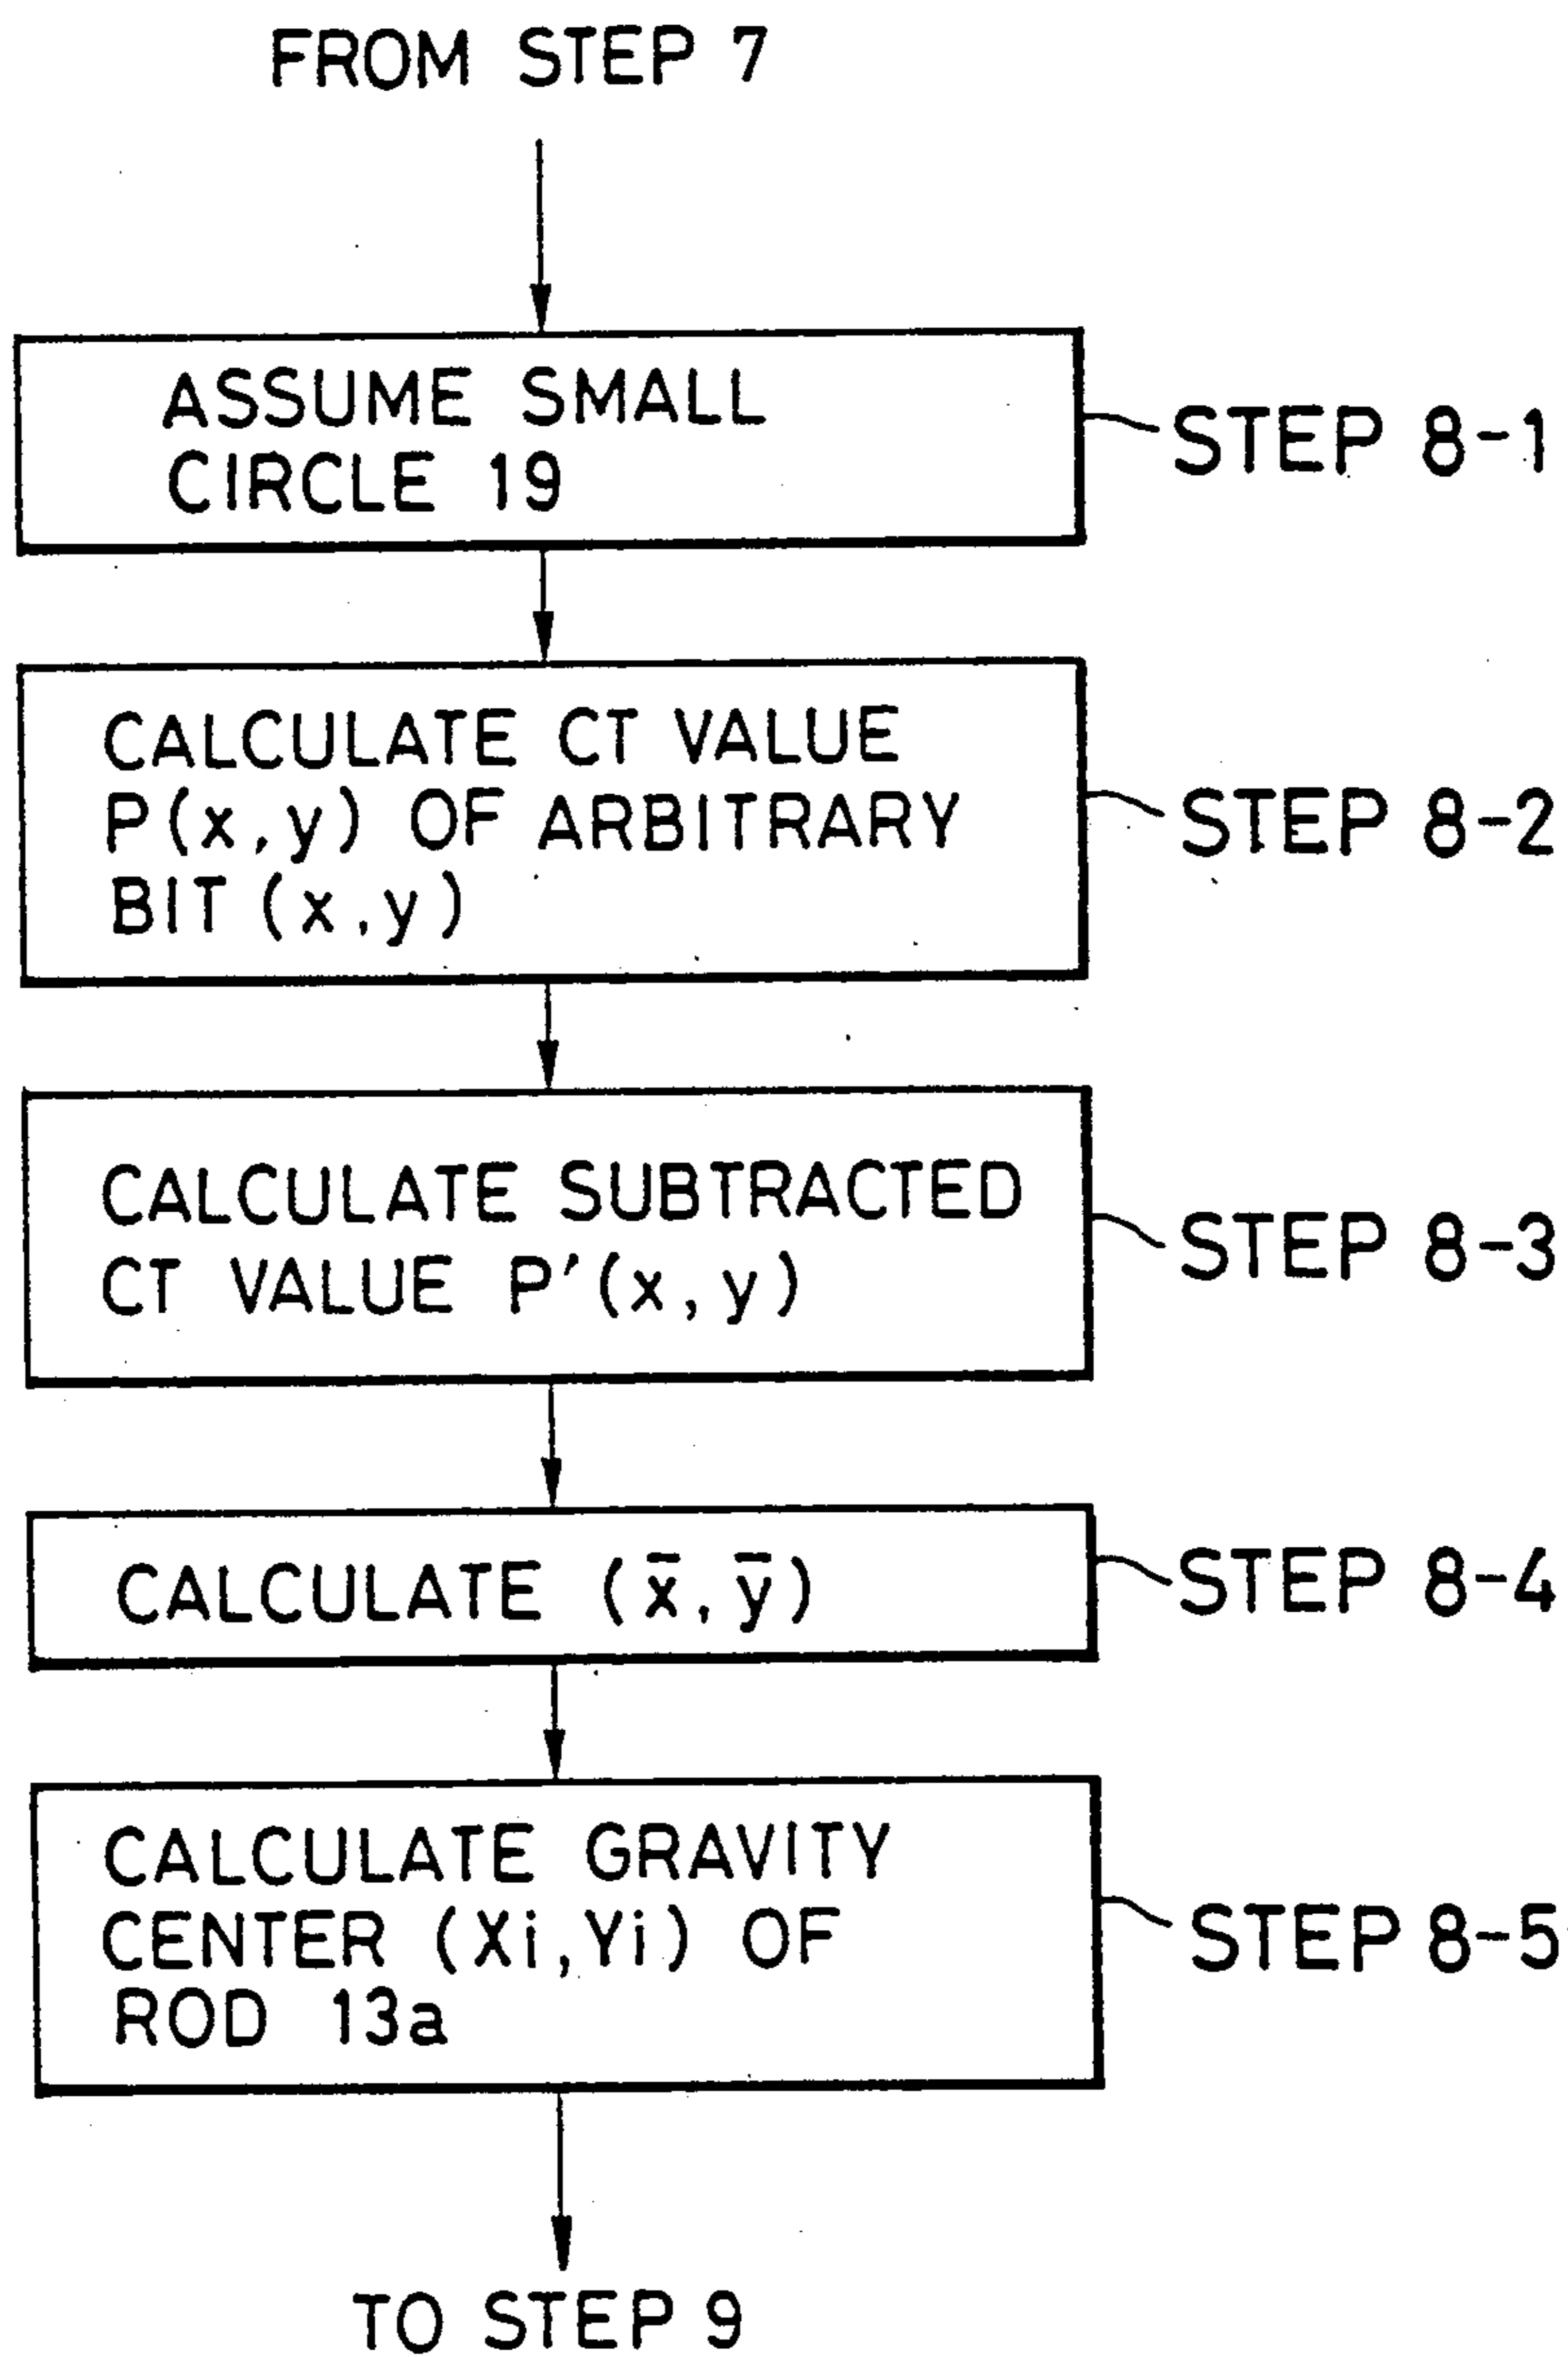 FROM STEP 7
ASSUME SMALL
CIRCLE 19
STEP 8-1
CALCULATE CT VALUE
P(x,y) OF ARBITRARY
BIT (x,y)
STEP 8-2
CALCULATE SUBTRACTED
CT VALUE P'(x,y)
STEP 8-3
CALCULATE (x̄,ȳ)
STEP 8-4
CALCULATE GRAVITY
CENTER (Xi,Yi) OF
ROD 13a
STEP 8-5
TO STEP 9